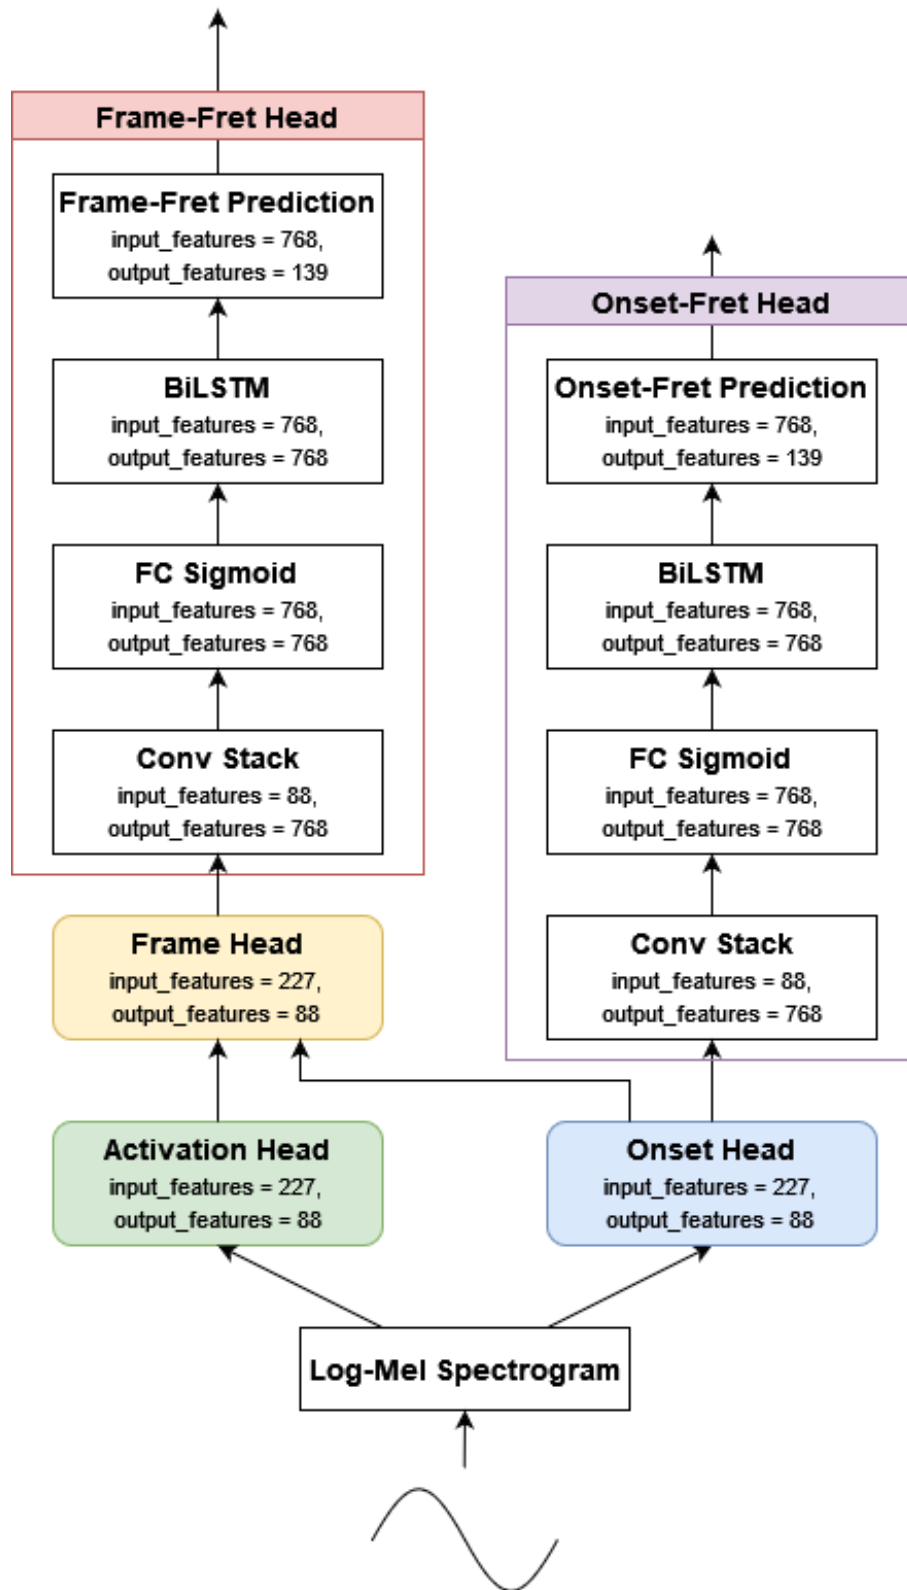 Frame-Fret Head
Frame-Fret Prediction
input_features = 768,
output_features = 139
BiLSTM
input_features = 768,
output_features = 768
FC Sigmoid
input_features = 768,
output_features = 768
Conv Stack
input_features = 88,
output_features = 768
Frame Head
input_features = 227,
output_features = 88
Activation Head
input_features = 227,
output_features = 88
Onset-Fret Head
Onset-Fret Prediction
input_features = 768,
output_features = 139
BiLSTM
input_features = 768,
output_features = 768
FC Sigmoid
input_features = 768,
output_features = 768
Conv Stack
input_features = 88,
output_features = 768
Onset Head
input_features = 227,
output_features = 88
Log-Mel Spectrogram